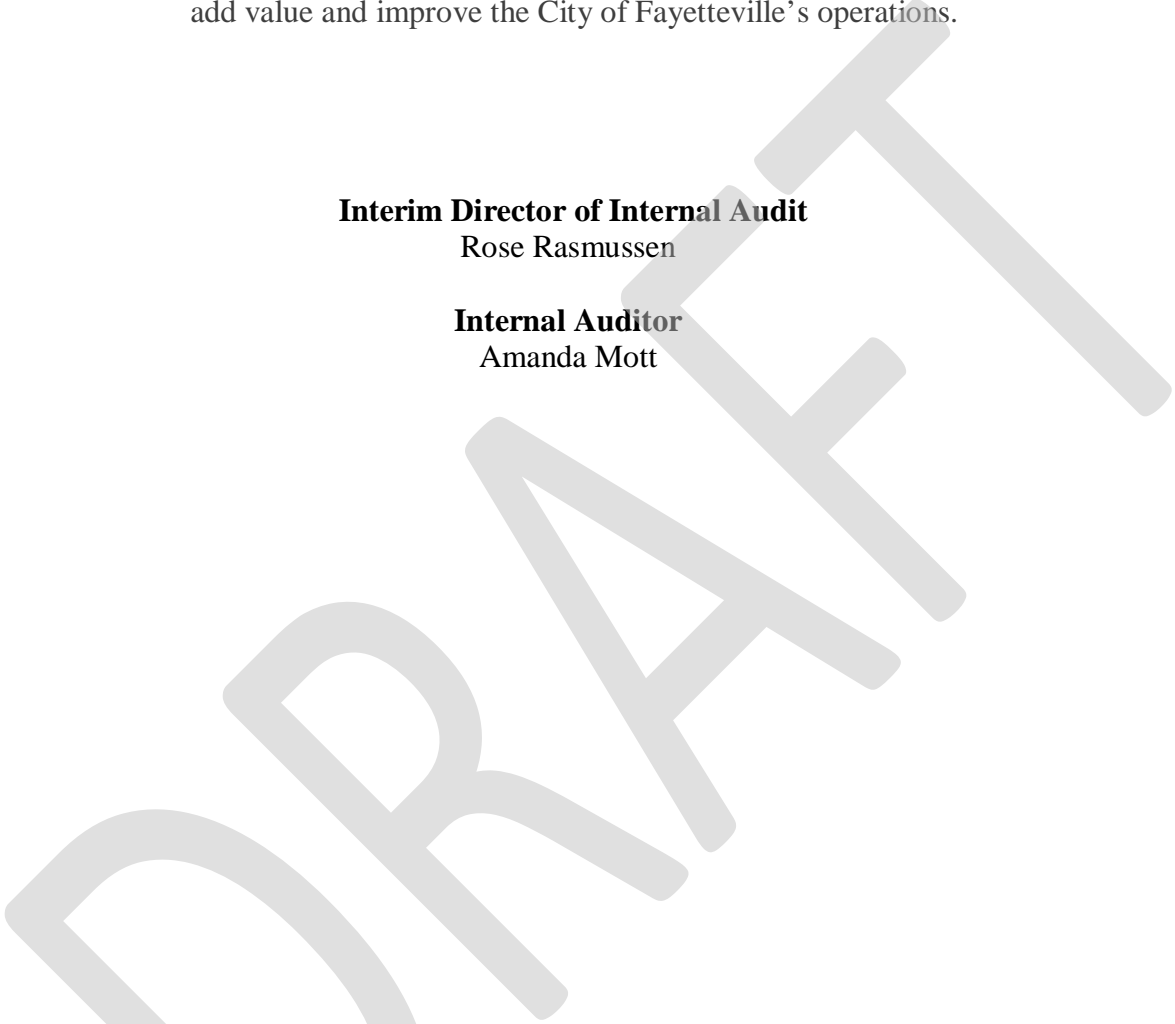 add value and improve the City of Fayetteville’s operations.
Interim Director of Internal Audit
Rose Rasmussen
Internal Auditor
Amanda Mott
DRAFT